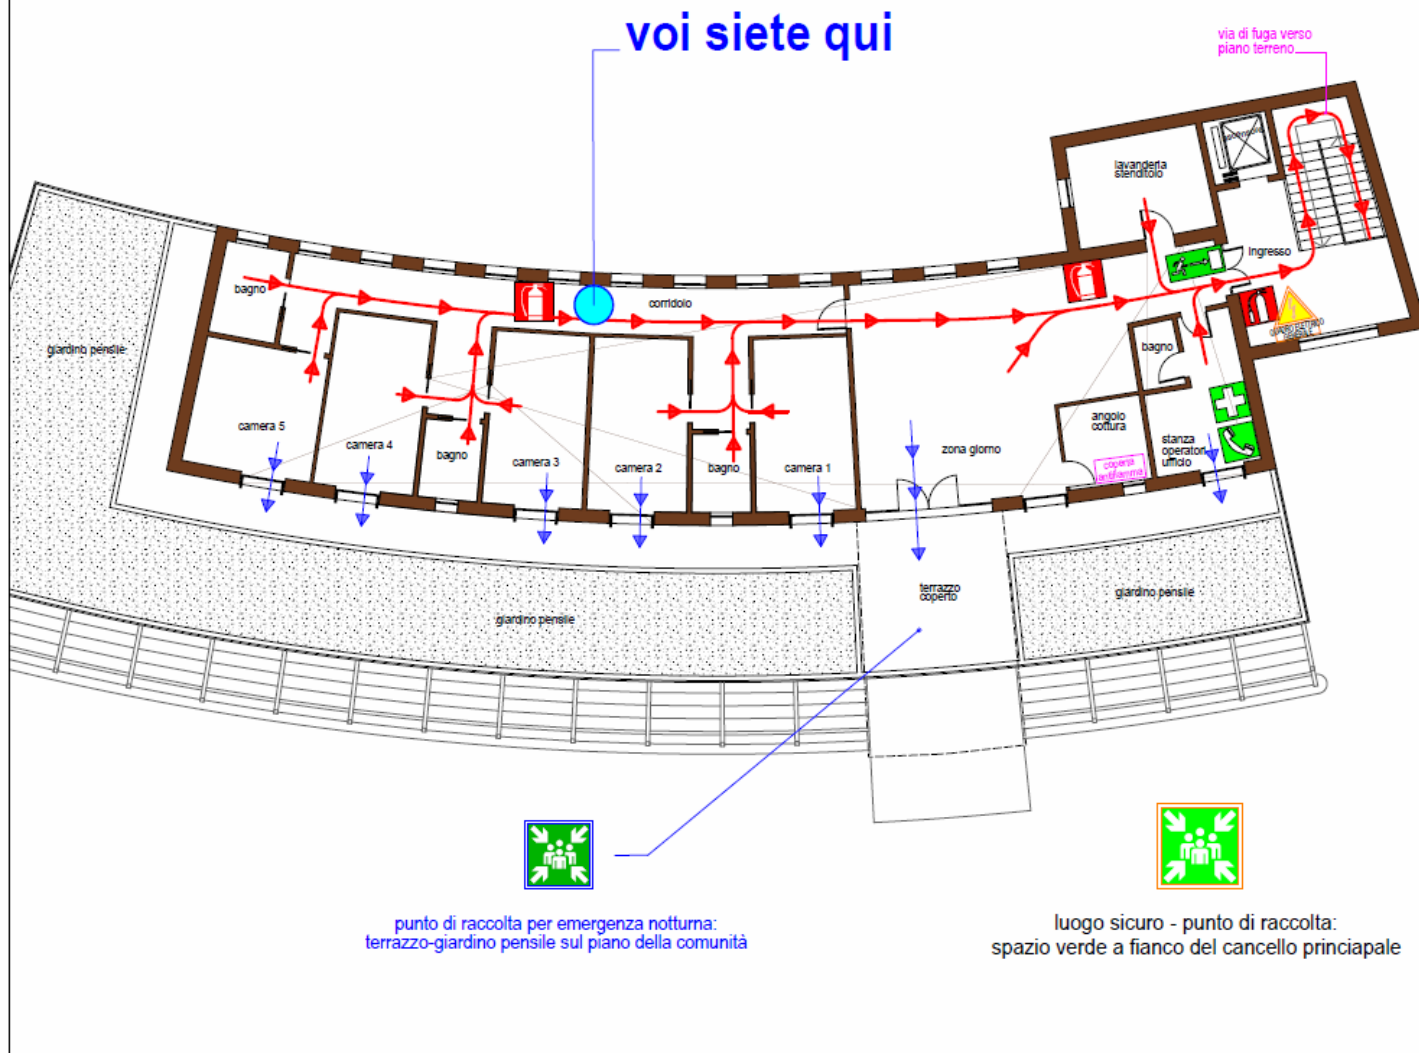 voi siete qui
via di fuga verso
piano terreno
lavanderia
stenditoio
ascensore
ingresso
bagno
corridoio
giardino pensile
bagno
angolo
cottura
camera 5
camera 4
bagno
camera 3
camera 2
bagno
camera 1
zona giorno
coperta
antifiamma
stanza
operatori
ufficio
terrazzo
coperto
giardino pensile
giardino pensile
punto di raccolta per emergenza notturna:
terrazzo-giardino pensile sul piano della comunità
luogo sicuro - punto di raccolta:
spazio verde a fianco del cancello princiapale